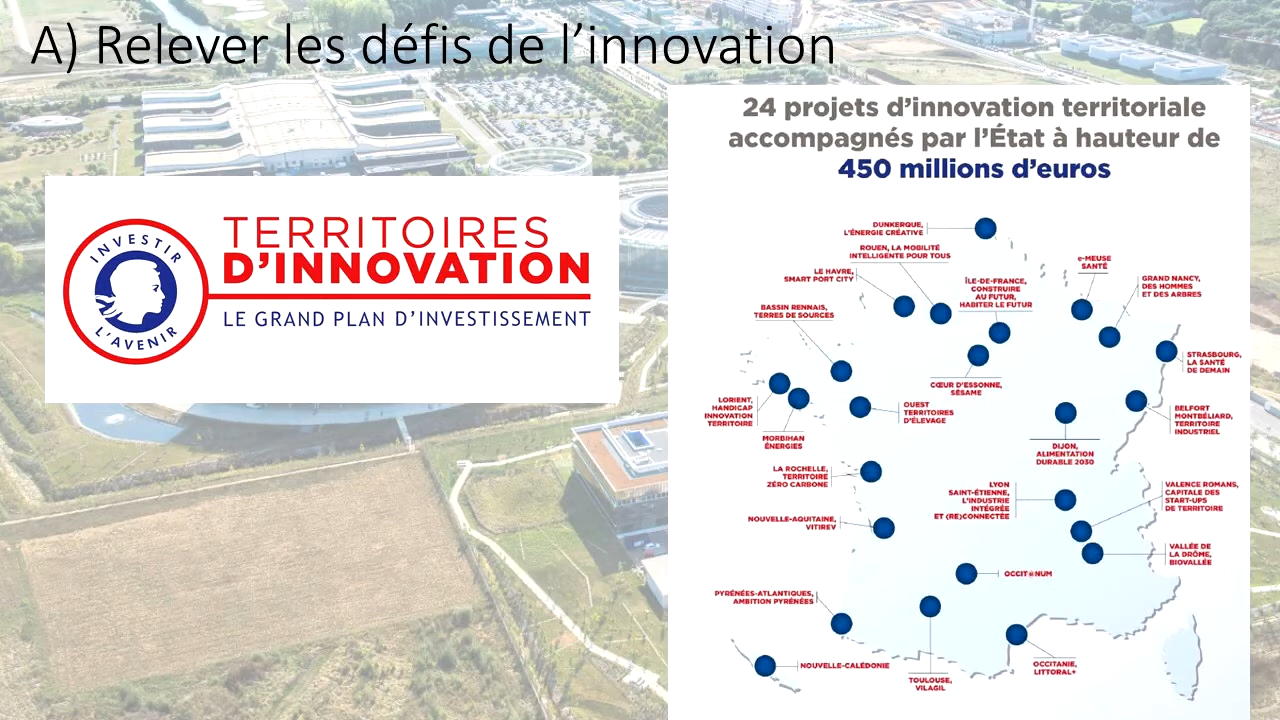 A) Relever les défis de l’innovation
INVESTIR
L'AVENIR
TERRITOIRES
D'INNOVATION
LE GRAND PLAN D'INVESTISSEMENT
24 projets d’innovation territoriale
accompagnés par l’État à hauteur de
450 millions d’euros
DUNKERQUE,
L’ÉNERGIE CRÉATIVE
ROUEN, LA MOBILITÉ
INTELLIGENTE POUR TOUS
LE HAVRE,
SMART PORT CITY
ÎLE-DE-FRANCE,
CONSTRUIRE
AU FUTUR,
HABITER LE FUTUR
e-MEUSE
SANTÉ
GRAND NANCY,
DES HOMMES
ET DES ARBRES
BASSIN RENNAIS,
TERRES DE SOURCES
STRASBOURG,
LA SANTÉ
DE DEMAIN
CŒUR D’ESSONNE,
SÉSAME
LORIENT,
HANDICAP
INNOVATION
TERRITOIRE
MORBIHAN
ÉNERGIES
OUEST
TERRITOIRES
D’ÉLEVAGE
BELFORT
MONTBÉLIARD,
TERRITOIRE
INDUSTRIEL
DIJON,
ALIMENTATION
DURABLE 2030
LA ROCHELLE,
TERRITOIRE
ZÉRO CARBONE
LYON
SAINT-ÉTIENNE,
L’INDUSTRIE
INTÉGRÉE
ET (RE)CONNECTÉE
VALENCE ROMANS,
CAPITALE DES
START-UPS
DE TERRITOIRE
NOUVELLE-AQUITAINE,
VITIREV
VALLÉE DE
LA DRÔME,
BIOVALLÉE
OCCIT@NUM
PYRÉNÉES-ATLANTIQUES,
AMBITION PYRÉNÉES
NOUVELLE-CALÉDONIE
TOULOUSE,
VILAGIL
OCCITANIE,
LITTORAL+